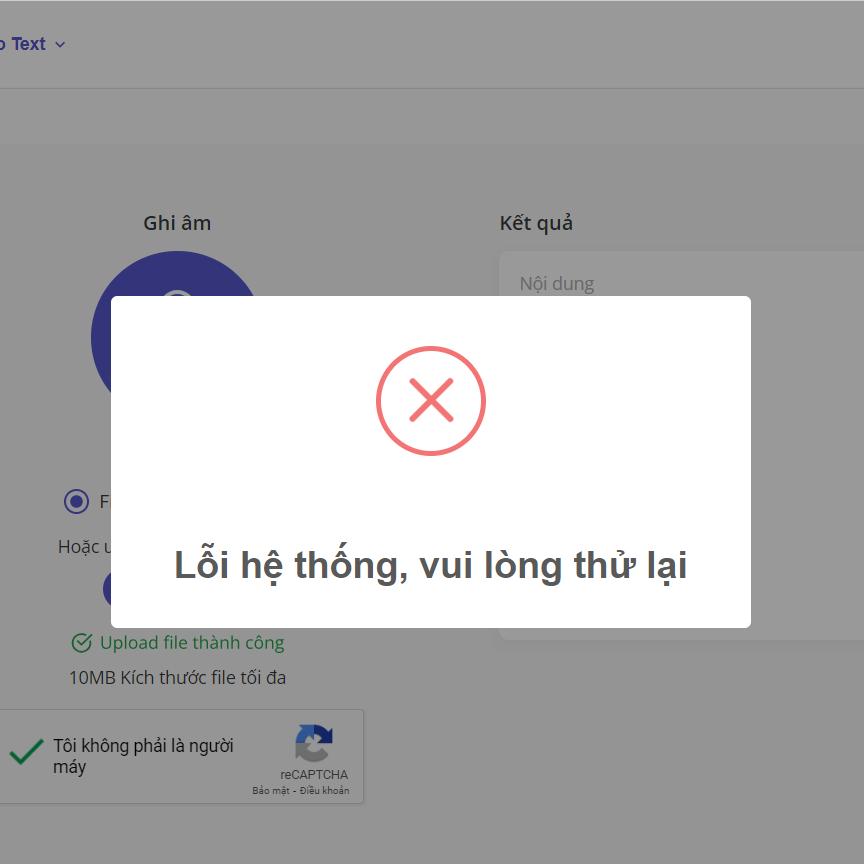 Text
Ghi âm
Kết quả
Nội dung
Hoặc
Lỗi hệ thống, vui lòng thử lại
Upload file thành công
10MB Kích thước file tối đa
Tôi không phải là người
máy
reCAPTCHA
Bảo mật - Điều khoản